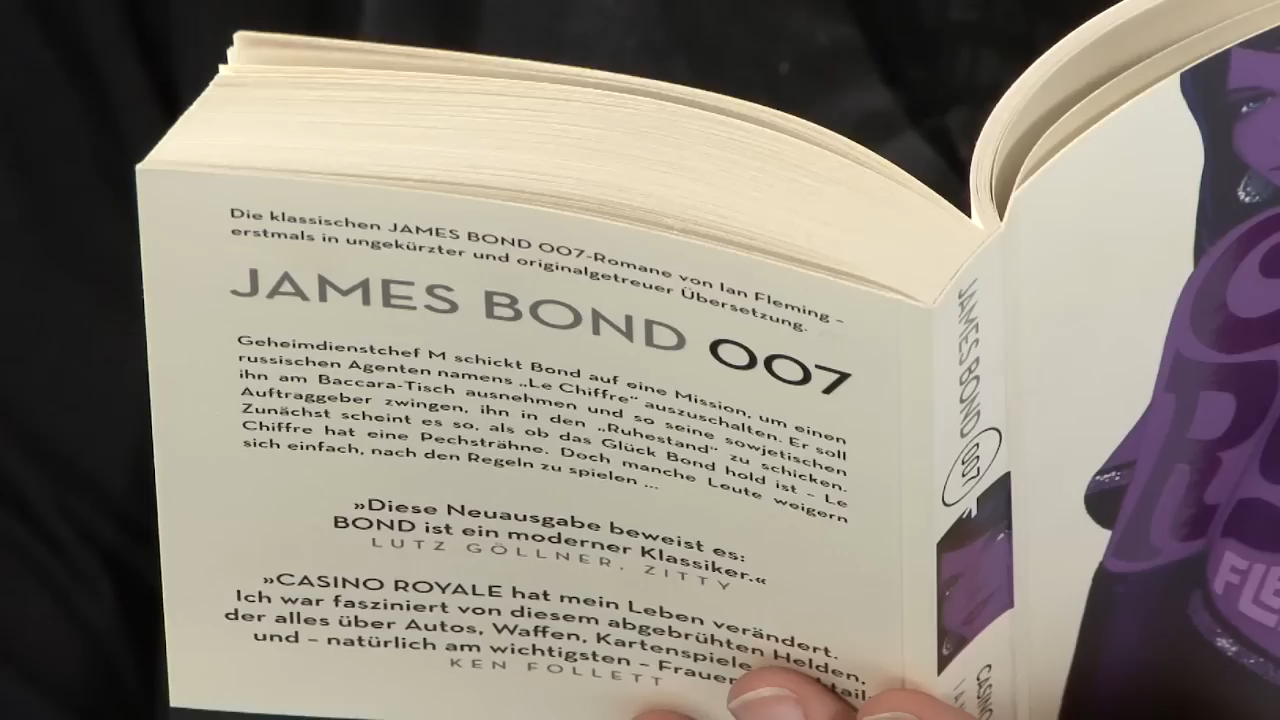 Die klassischen JAMES BOND 007-Romane von Ian Fleming –
erstmals in ungekürzter und originalgetreuer Übersetzung.
JAMES BOND 007
Geheimdienstchef M schickt Bond auf eine Mission, um einen
russischen Agenten namens „Le Chiffre“ auszuschalten. Er soll
ihn am Baccara-Tisch ausnehmen und so seine sowjetischen
Auftraggeber zwingen, ihn in den „Ruhestand“ zu schicken.
Zunächst scheint es so, als ob das Glück Bond hold ist – Le
Chiffre hat eine Pechsträhne. Doch manche Leute weigern
sich einfach, nach den Regeln zu spielen ...
»Diese Neuausgabe beweist es:
BOND ist ein moderner Klassiker.«
LUTZ GÖLLNER, ZITTY
»CASINO ROYALE hat mein Leben verändert.
Ich war fasziniert von diesem abgebrühten Helden,
der alles über Autos, Waffen, Kartenspiele
und – natürlich am wichtigsten –
KEN FOLLETT
JAMES BOND 007